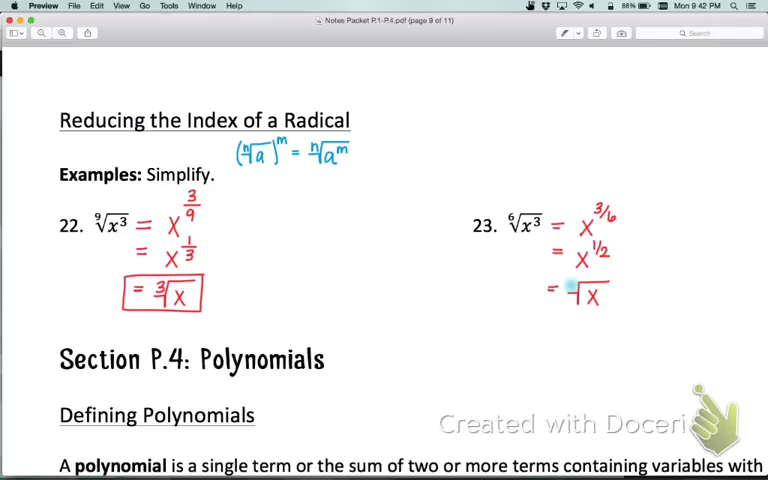 Preview File Edit View Go Tools Window Help 88% Mon 9:42 PM
Notes Packet P.1-P.4.pdf (page 9 of 11)
Search
Reducing the Index of a Radical
(ⁿ√a)^m = ⁿ√a^m
Examples: Simplify.
22. ⁹√x³ = x^(3/9)
= x^(1/3)
= ³√x
23. ⁶√x³ = x^(3/6)
= x^(1/2)
= √x
Section P.4: Polynomials
Defining Polynomials
Created with Doceri
A polynomial is a single term or the sum of two or more terms containing variables with